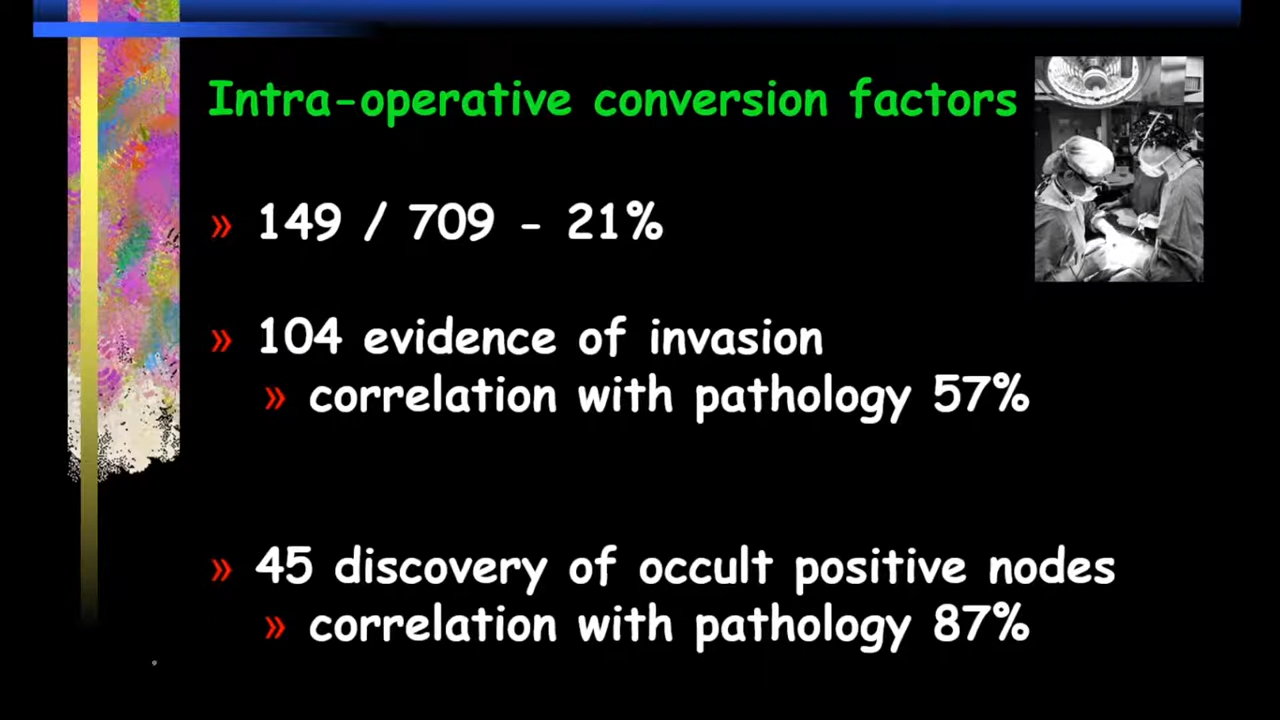 Intra-operative conversion factors
» 149 / 709 - 21%
» 104 evidence of invasion
» correlation with pathology 57%
» 45 discovery of occult positive nodes
» correlation with pathology 87%